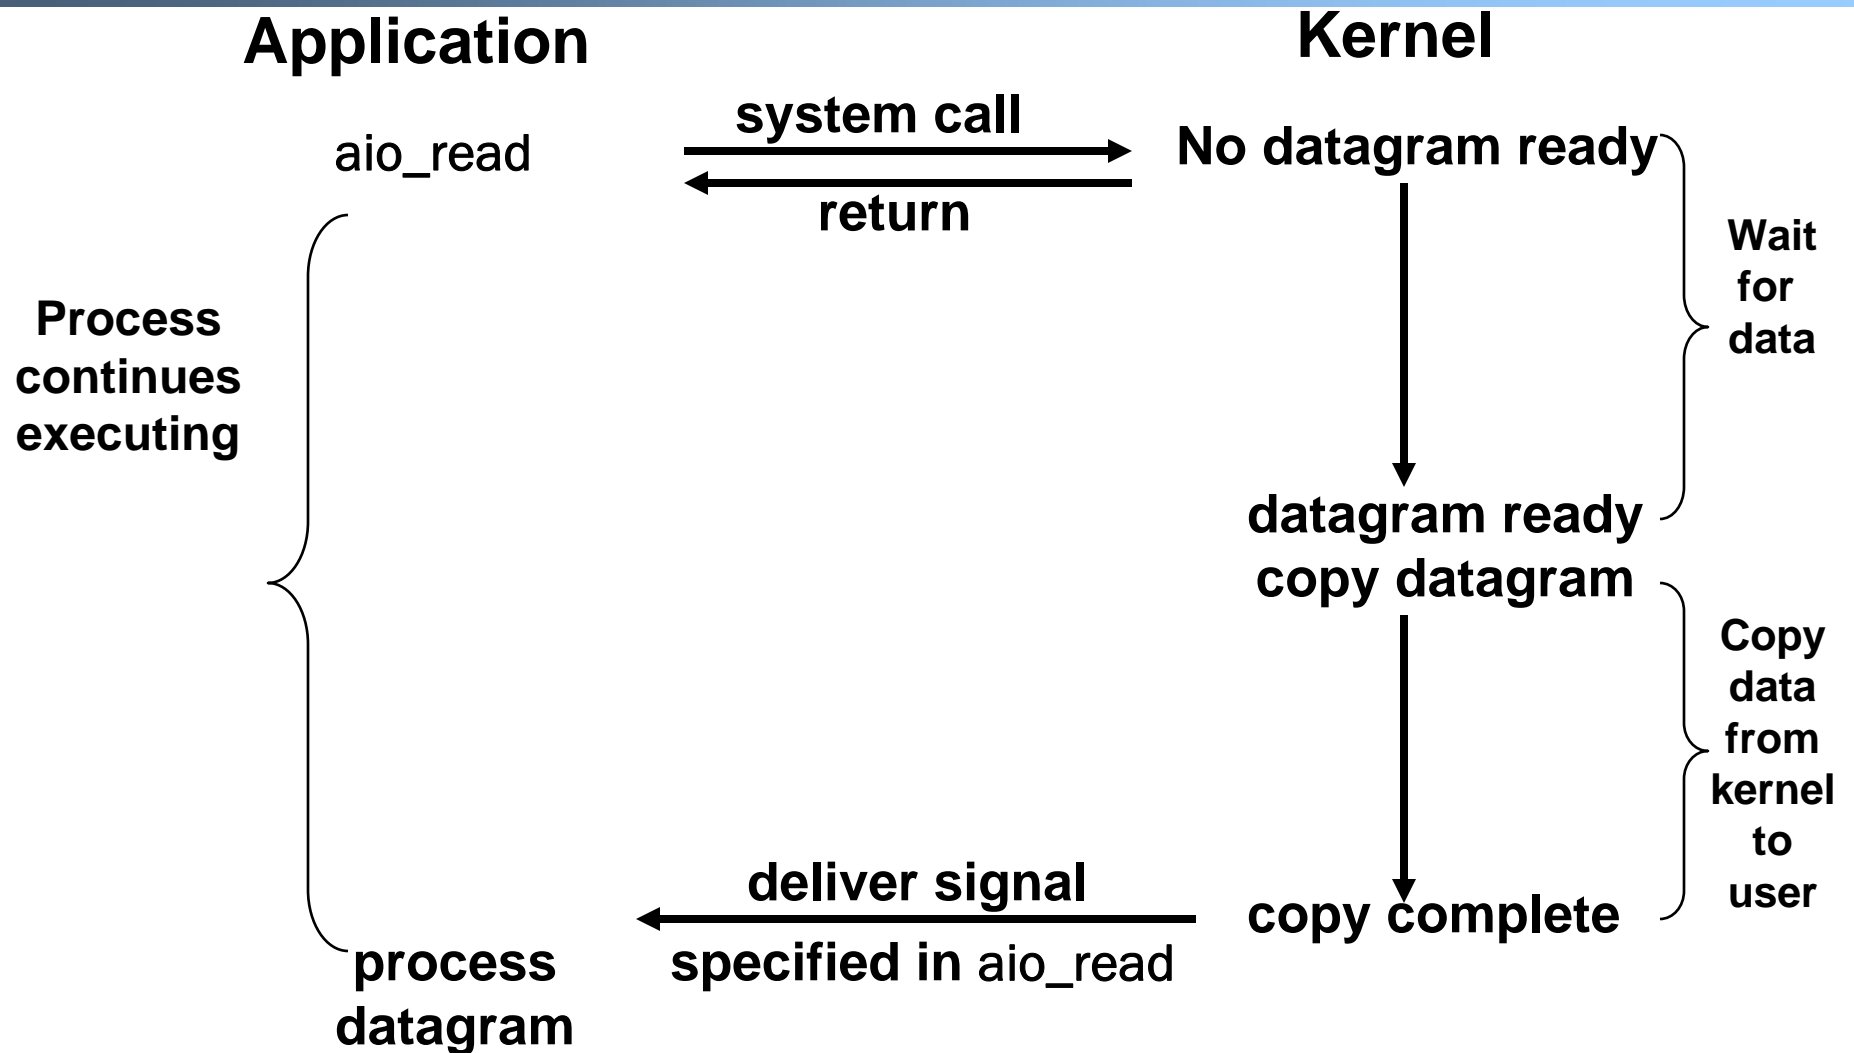 Application
Kernel
aio_read
system call
No datagram ready
return
Wait
for
data
Process
continues
executing
datagram ready
copy datagram
Copy
data
from
kernel
to
user
deliver signal
copy complete
specified in aio_read
process
datagram